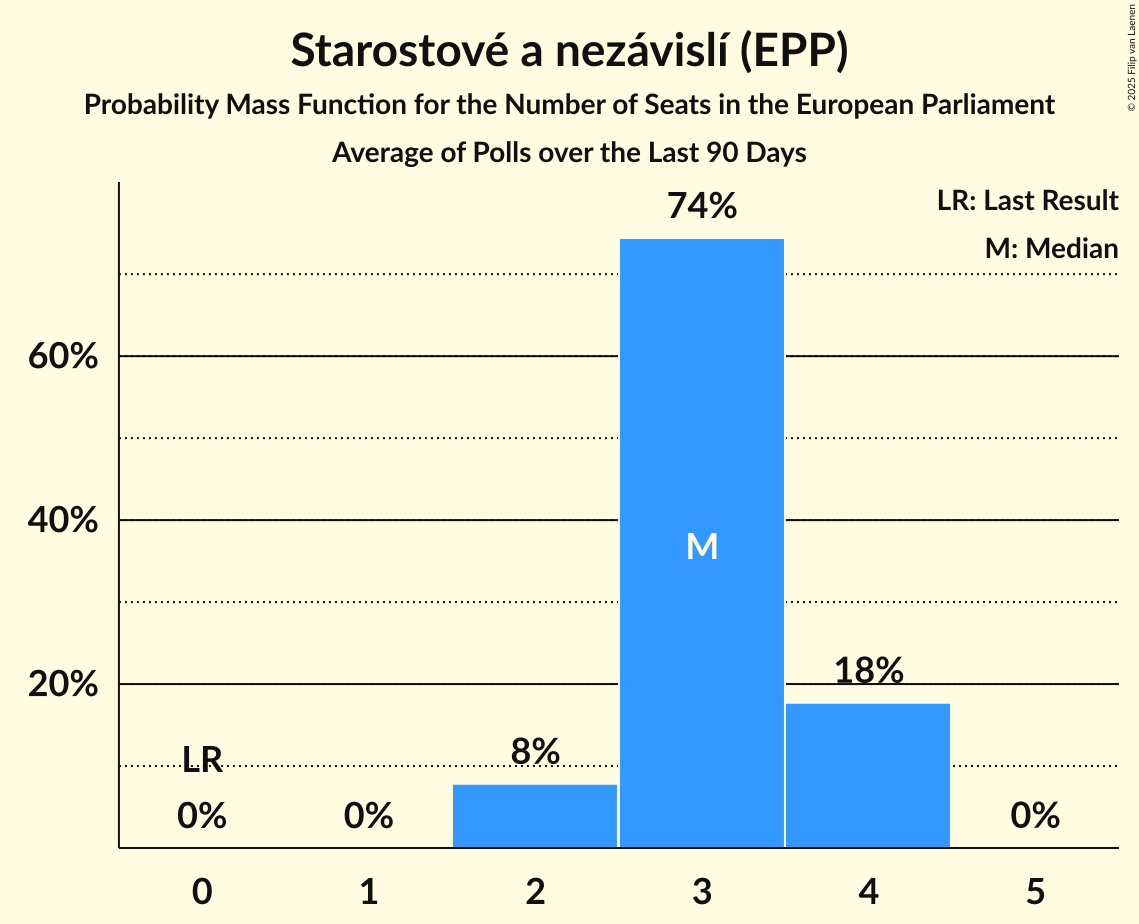 Starostové a nezávislí (EPP)
Probability Mass Function for the Number of Seats in the European Parliament
Average of Polls over the Last 90 Days
© 2025 Filip van Laenen
LR: Last Result
M: Median
74%
60%
40%
M
20%
18%
8%
LR
0%
0%
0%
0
1
2
3
4
5